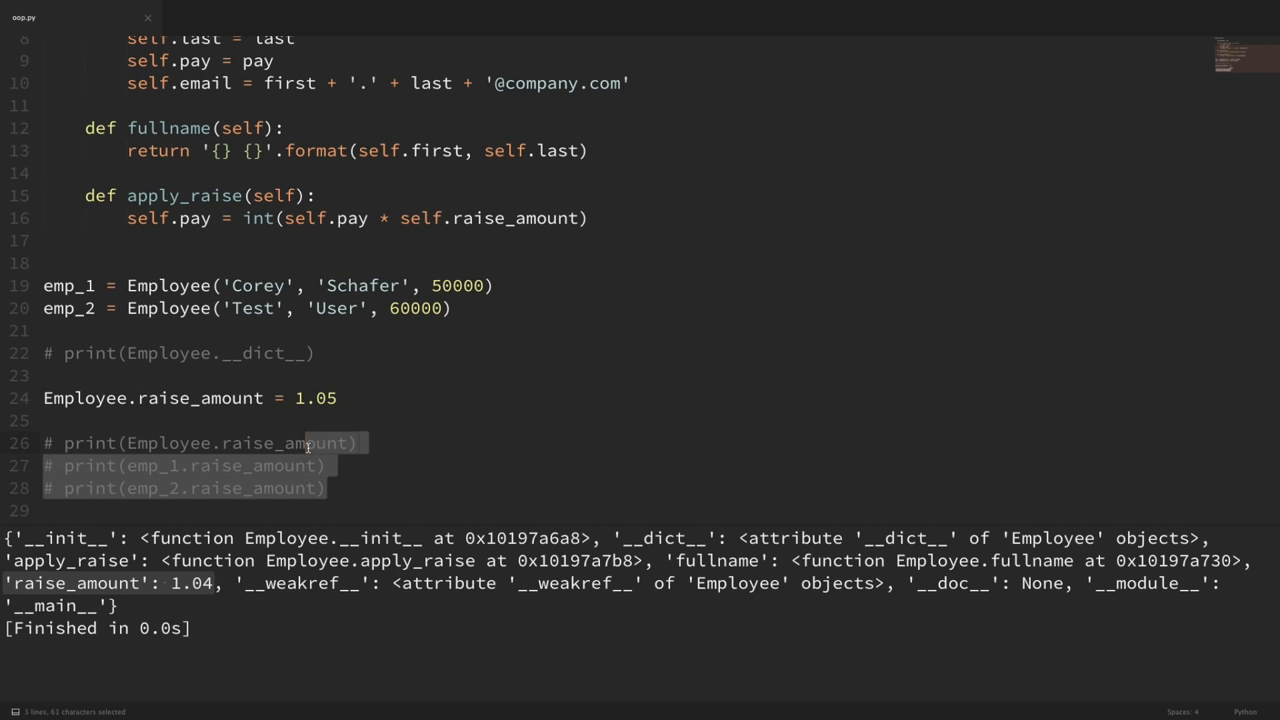 oop.py ×
8         self.last = last
9         self.pay = pay
10         self.email = first + '.' + last + '@company.com'
11
12     def fullname(self):
13         return '{} {}'.format(self.first, self.last)
14
15     def apply_raise(self):
16         self.pay = int(self.pay * self.raise_amount)
17
18
19 emp_1 = Employee('Corey', 'Schafer', 50000)
20 emp_2 = Employee('Test', 'User', 60000)
21
22 # print(Employee.__dict__)
23
24 Employee.raise_amount = 1.05
25
26 # print(Employee.raise_amount)
27 # print(emp_1.raise_amount)
28 # print(emp_2.raise_amount)
29
{'__init__': <function Employee.__init__ at 0x10197a6a8>, '__dict__': <attribute '__dict__' of 'Employee' objects>,
'apply_raise': <function Employee.apply_raise at 0x10197a7b8>, 'fullname': <function Employee.fullname at 0x10197a730>,
'raise_amount': 1.04, '__weakref__': <attribute '__weakref__' of 'Employee' objects>, '__doc__': None, '__module__':
'__main__'}
[Finished in 0.0s]
3 lines, 61 characters selected
Spaces: 4
Python